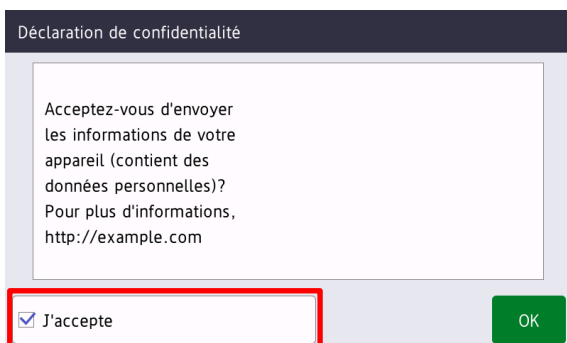 Déclaration de confidentialité
Acceptez-vous d'envoyer
les informations de votre
appareil (contient des
données personnelles)?
Pour plus d'informations,
http://example.com
J'accepte
OK